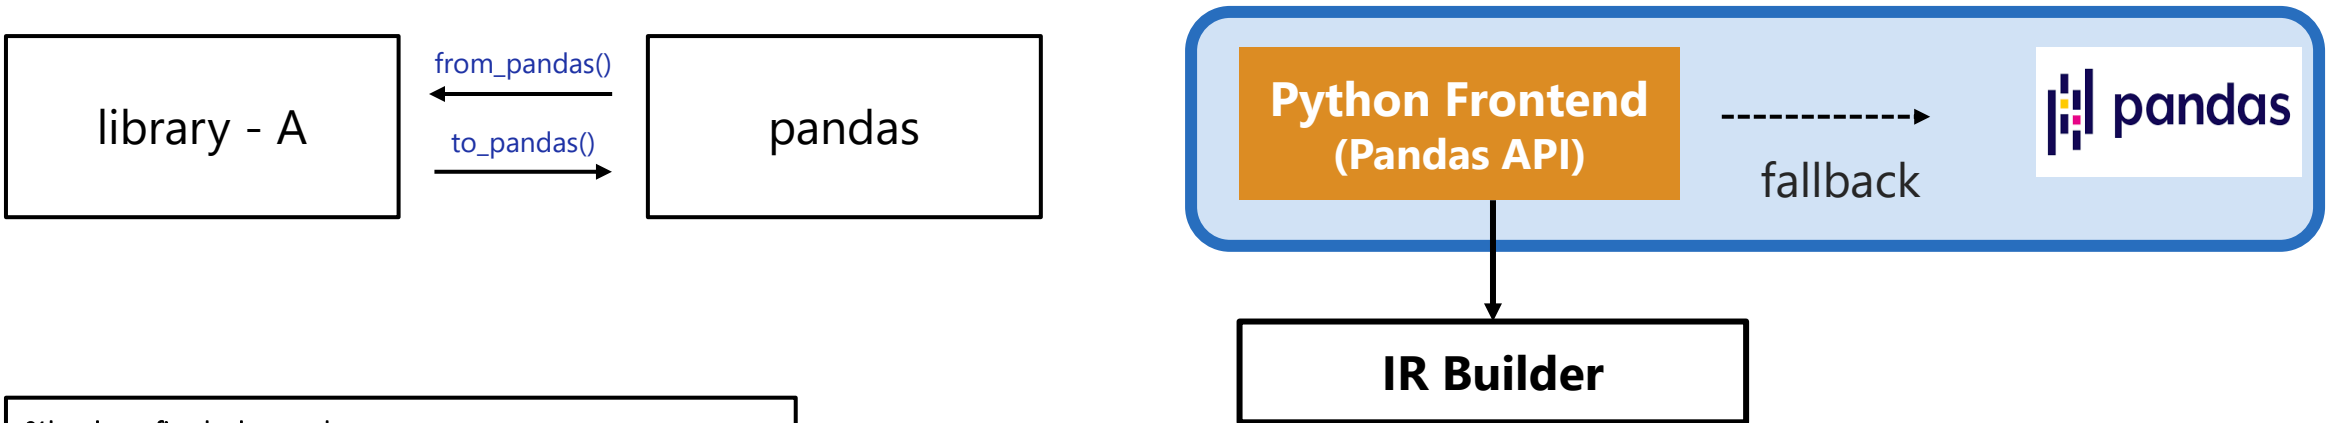 library - A
from_pandas()
to_pandas()
pandas
Python Frontend
(Pandas API)
fallback
pandas
IR Builder